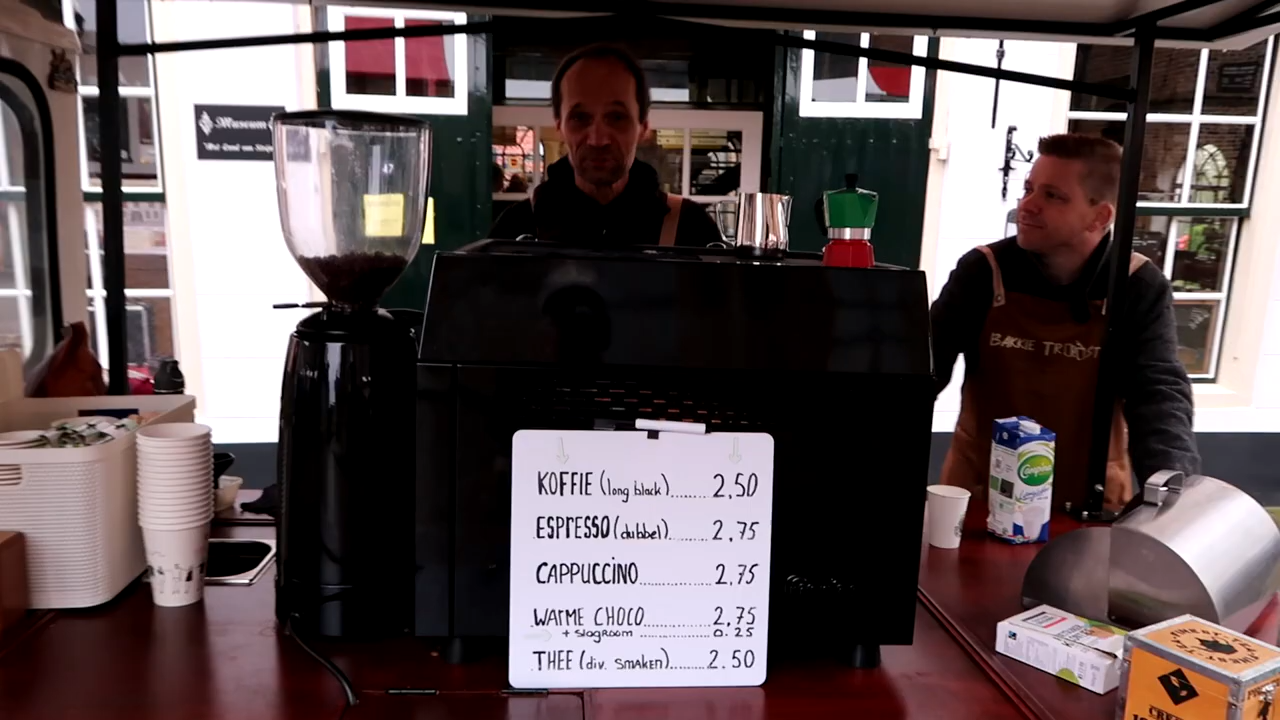 Museum
BAKKIE TROOST
Campina
KOFFIE (long black)........2,50
ESPRESSO (dubbel).........2,75
CAPPUCCINO..............2,75
WARME CHOCO..........2,75
+ slagroom ..............0.25
THEE (div. smaken)........2.50